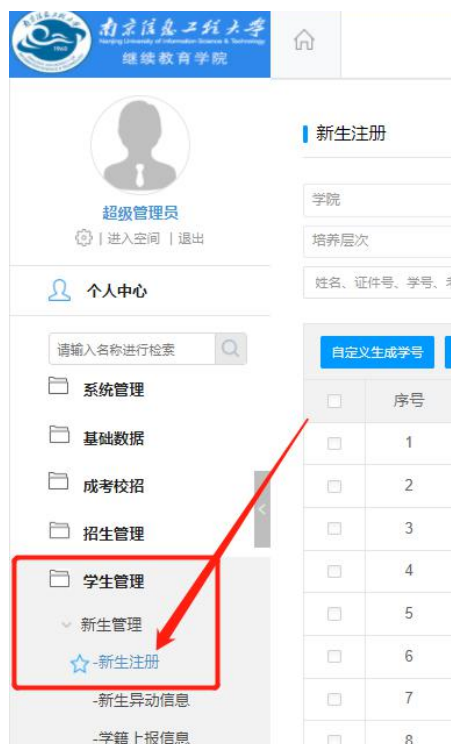 南京信息工程大学
Nanjing University of Information Science & Technology
继续教育学院
1960
超级管理员
| 进入空间 | 退出
个人中心
请输入名称进行检索
系统管理
基础数据
成考校招
招生管理
学生管理
新生管理
-新生注册
-新生异动信息
-学籍上报信息
新生注册
学院
培养层次
姓名、证件号、学号、
自定义生成学号
序号
1
2
3
4
5
6
7
8